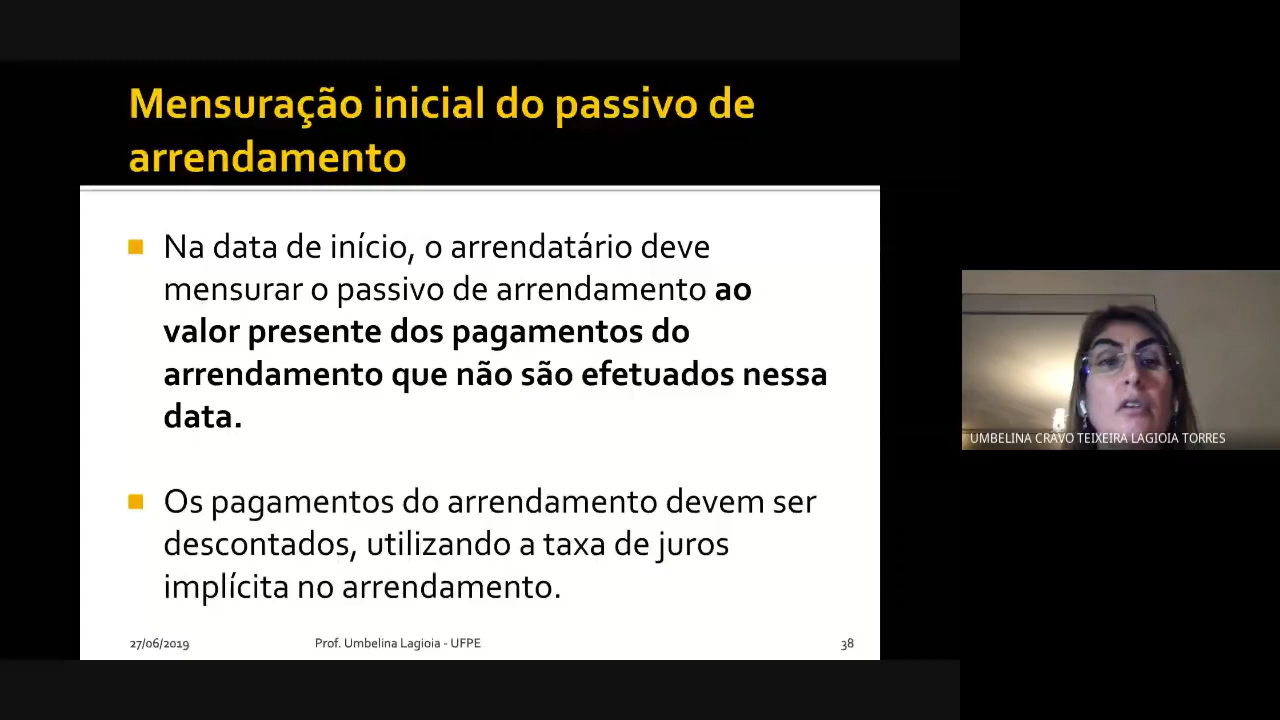 Mensuração inicial do passivo de
arrendamento
Na data de início, o arrendatário deve
mensurar o passivo de arrendamento ao
valor presente dos pagamentos do
arrendamento que não são efetuados nessa
data.
Os pagamentos do arrendamento devem ser
descontados, utilizando a taxa de juros
implícita no arrendamento.
27/06/2019 Prof. Umbelina Lagioia - UFPE 38
UMBELINA CRAVO TEIXEIRA LAGIOIA TORRES